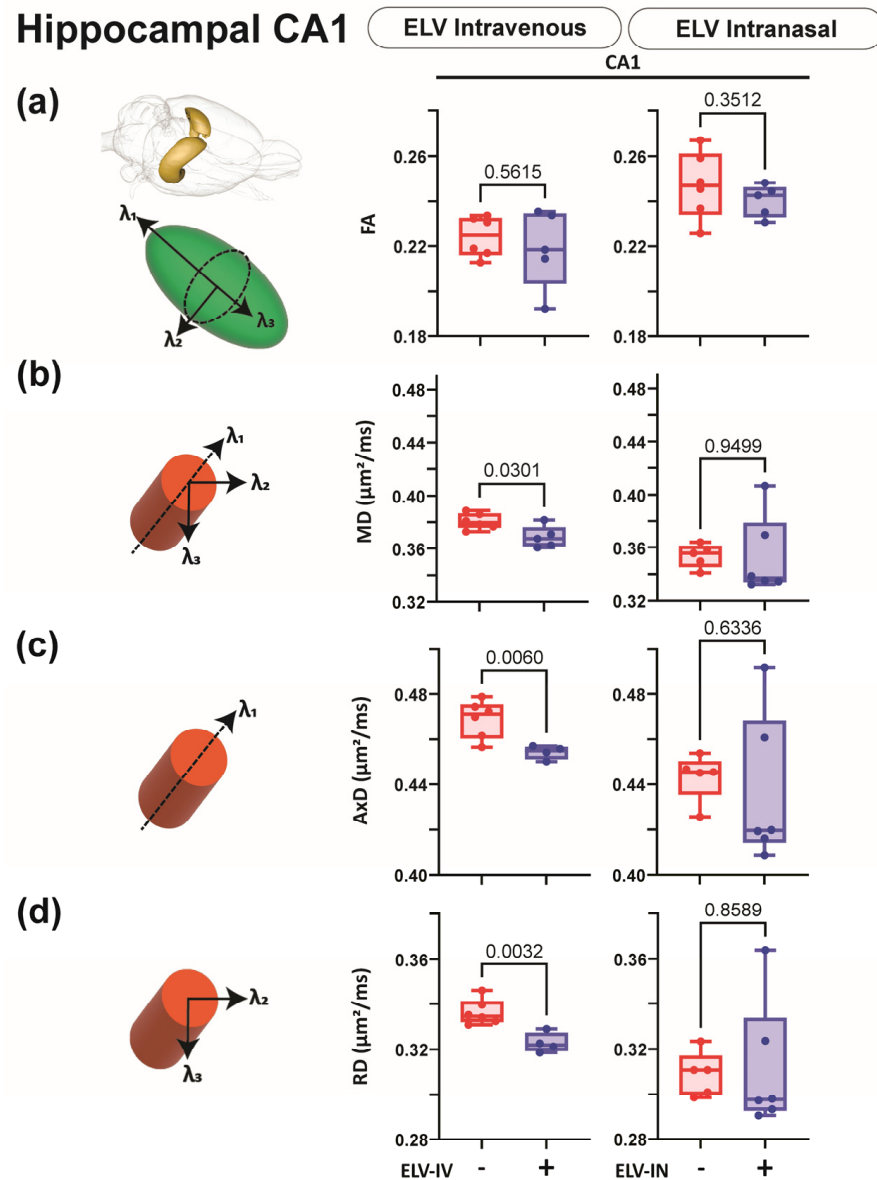 Hippocampal CA1
ELV Intravenous
ELV Intranasal
CA1
(a)
λ₁
λ₂
λ₃
FA
0.26
0.22
0.18
0.5615
0.26
0.22
0.18
0.3512
(b)
λ₁
λ₂
λ₃
MD (µm²/ms)
0.48
0.44
0.40
0.36
0.32
0.0301
0.48
0.44
0.40
0.36
0.32
0.9499
(c)
λ₁
AxD (µm²/ms)
0.48
0.44
0.40
0.0060
0.48
0.44
0.40
0.6336
(d)
λ₂
λ₃
RD (µm²/ms)
0.36
0.32
0.28
0.0032
0.36
0.32
0.28
0.8589
ELV-IV - +
ELV-IN - +